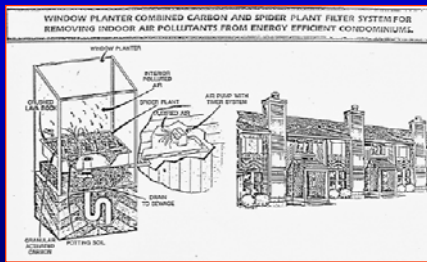 WINDOW PLANTER COMBINED CARBON AND SPIDER PLANT FILTER SYSTEM FOR
REMOVING INDOOR AIR POLLUTANTS FROM ENERGY EFFICIENT CONDOMINIUMS.
WINDOW PLANTER
INTERIOR
POLLUTED
AIR
CRUSHED
LAVA ROCK
SPIDER PLANT
PURIFIED AIR
AIR PUMP WITH
TIMER SYSTEM
DRAIN
TO SEWAGE
GRANULAR
ACTIVATED
CARBON
POTTING SOIL